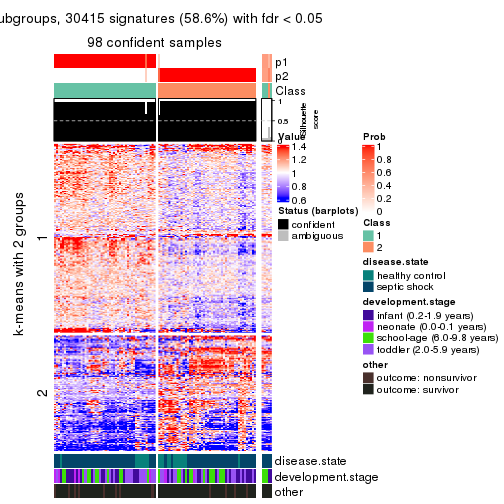 ubgroups, 30415 signatures (58.6%) with fdr < 0.05
98 confident samples
p1
p2
Class
1
0.5
0
Silhouette
score
k-means with 2 groups
1
2
Value
1.4
1.2
1
0.8
0.6
Status (barplots)
confident
ambiguous
Prob
1
0.8
0.6
0.4
0.2
0
Class
1
2
disease.state
healthy control
septic shock
development.stage
infant (0.2-1.9 years)
neonate (0.0-0.1 years)
school-age (6.0-9.8 years)
toddler (2.0-5.9 years)
other
outcome: nonsurvivor
outcome: survivor
disease.state
development.stage
other